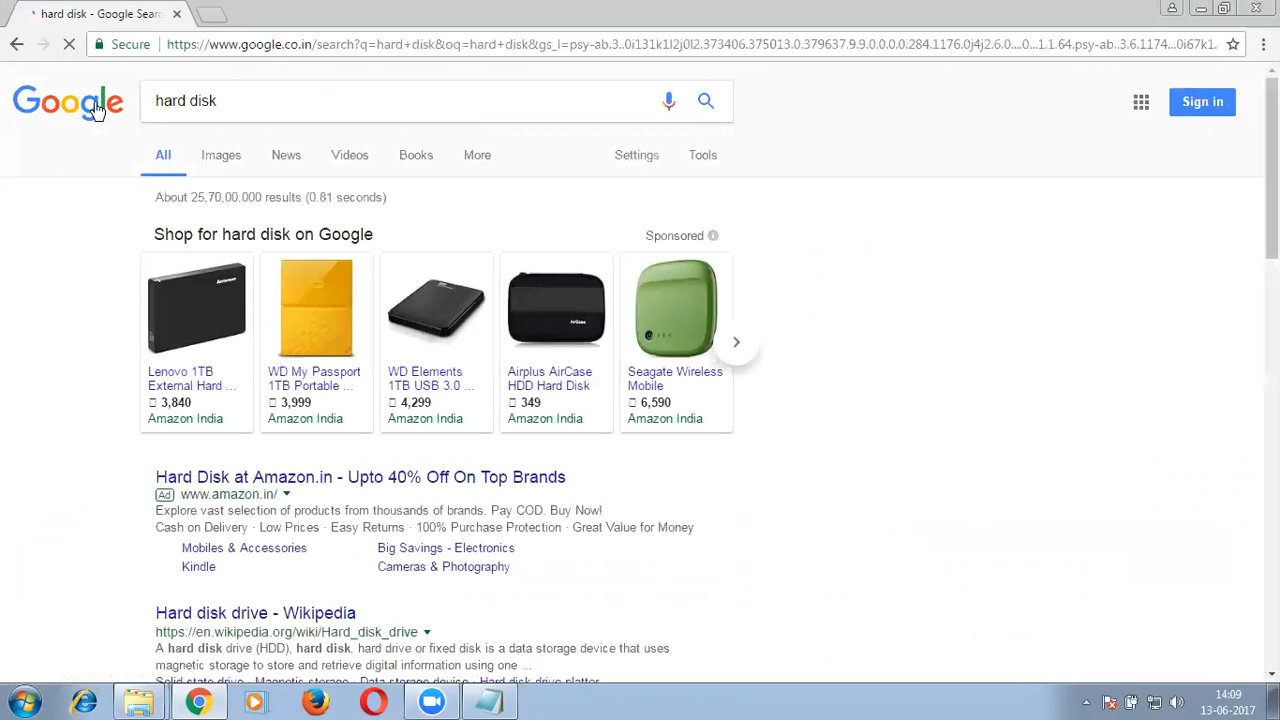 hard disk - Google Sear
Secure
https://www.google.co.in/search?q=hard+disk&oq=hard+disk&gs_l=psy-ab.3..0i131k1l2j0l2.373406.375013.0.379637.9.9.0.0.0.0.284.1176.0j4j2.6.0....0...1.1.64.psy-ab..3.6.1174...0i67k1.
Google
hard disk
Sign in
All Images News Videos Books More Settings Tools
About 25,70,00,000 results (0.81 seconds)
Shop for hard disk on Google
Sponsored
Lenovo 1TB
External Hard ...
3,840
Amazon India
WD My Passport
1TB Portable ...
3,999
Amazon India
WD Elements
1TB USB 3.0 ...
4,299
Amazon India
Airplus AirCase
HDD Hard Disk
349
Amazon India
Seagate Wireless
Mobile
6,590
Amazon India
Hard Disk at Amazon.in - Upto 40% Off On Top Brands
Ad www.amazon.in/
Explore vast selection of products from thousands of brands. Pay COD. Buy Now!
Cash on Delivery · Low Prices · Easy Returns · 100% Purchase Protection · Great Value for Money
Mobiles & Accessories Big Savings - Electronics
Kindle Cameras & Photography
Hard disk drive - Wikipedia
https://en.wikipedia.org/wiki/Hard_disk_drive
A hard disk drive (HDD), hard disk, hard drive or fixed disk is a data storage device that uses
magnetic storage to store and retrieve digital information using one ...
Solid state drive · Magnetic storage · Data storage device · Hard disk drive platter
14:09
13-06-2017